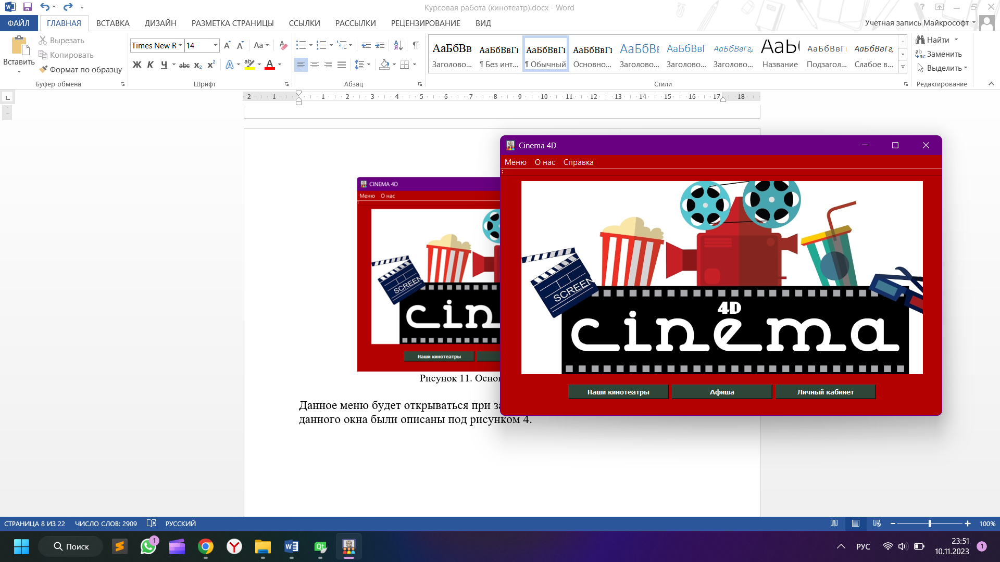 Курсовая работа (кинотеатр).docx - Word
ФАЙЛ ГЛАВНАЯ ВСТАВКА ДИЗАЙН РАЗМЕТКА СТРАНИЦЫ ССЫЛКИ РАССЫЛКИ РЕЦЕНЗИРОВАНИЕ ВИД Учетная запись Майкрософт
Вставить
Вырезать
Копировать
Формат по образцу
Буфер обмена
Times New R 14
Ж К Ч abc x₂ x²
Шрифт
Абзац
АаБбВв АаБбВвГг АаБбВвГг АаБбВвГг АаБбВв АаБбВвГ АаБбВвГг, АаБ АаБбВвГг АаБбВвГг,
Заголово... ¶ Без инт... ¶ Обычный Осно­вно... Заголово... Заголово... Заголово... Название Подзагол... Слабое в...
Стили
Найти
Заменить
Выделить
Редактирование
2 1 1 2 3 4 5 6 7 8 9 10 11 12 13 14 15 16 17 18
CINEMA 4D
Меню О нас
SCREEN
cin
Наши кинотеатры
Рисунок 11.
Данное меню будет открываться при
данного окна были описаны под рисунком 4.
Cinema 4D
Меню О нас Справка
SCREEN
4D
cinema
Наши кинотеатры Афиша Личный кабинет
СТРАНИЦА 8 ИЗ 22 ЧИСЛО СЛОВ: 2909 РУССКИЙ 100%
Поиск
1
РУС
23:51
10.11.2023
1